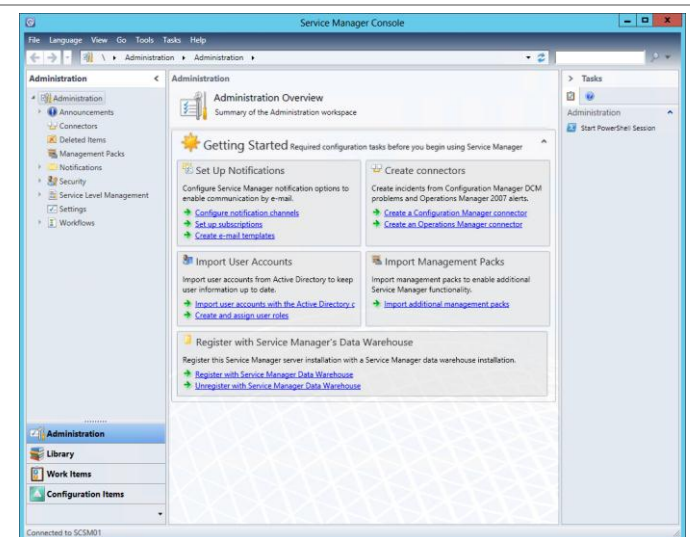 Service Manager Console
File Language View Go Tools Tasks Help
\ Administration Administration
Administration
Administration
Announcements
Connectors
Deleted Items
Management Packs
Notifications
Security
Service Level Management
Settings
Workflows
Administration
Library
Work Items
Configuration Items
Administration
Administration Overview
Summary of the Administration workspace
Getting Started Required configuration tasks before you begin using Service Manager
Set Up Notifications
Configure Service Manager notification options to
enable communication by e-mail.
Configure notification channels
Set up subscriptions
Create e-mail templates
Create connectors
Create incidents from Configuration Manager DCM
problems and Operations Manager 2007 alerts.
Create a Configuration Manager connector
Create an Operations Manager connector
Import User Accounts
Import user accounts from Active Directory to keep
user information up to date.
Import user accounts with the Active Directory c
Create and assign user roles
Import Management Packs
Import management packs to enable additional
Service Manager functionality.
Import additional management packs
Register with Service Manager's Data Warehouse
Register this Service Manager server installation with a Service Manager data warehouse installation.
Register with Service Manager Data Warehouse
Unregister with Service Manager Data Warehouse
Tasks
Administration
Start PowerShell Session
Connected to SCSM01